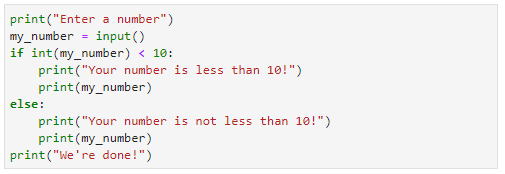 print("Enter a number")
my_number = input()
if int(my_number) < 10:
    print("Your number is less than 10!")
    print(my_number)
else:
    print("Your number is not less than 10!")
    print(my_number)
print("We're done!")